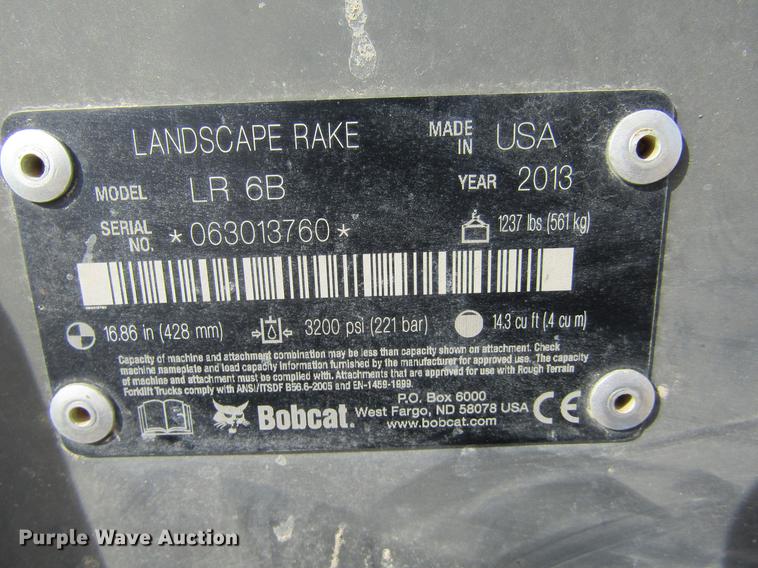 LANDSCAPE RAKE
MADE IN USA
MODEL LR 6B
YEAR 2013
SERIAL NO. *063013760*
1237 lbs (561 kg)
16.86 in (428 mm)
3200 psi (221 bar)
14.3 cu ft (.4 cu m)
Capacity of machine and attachment combination may be less than capacity shown on attachment. Check
machine nameplate and load capacity information furnished by the manufacturer for approved use. The capacity
of machine and attachment must be complied with. Attachments that are approved for use with Rough Terrain
Forklift Trucks comply with ANSI/ITSDF B56.6-2005 and EN-1459-1999.
Bobcat.
P.O. Box 6000
West Fargo, ND 58078 USA
www.bobcat.com
CE
Purple Wave Auction